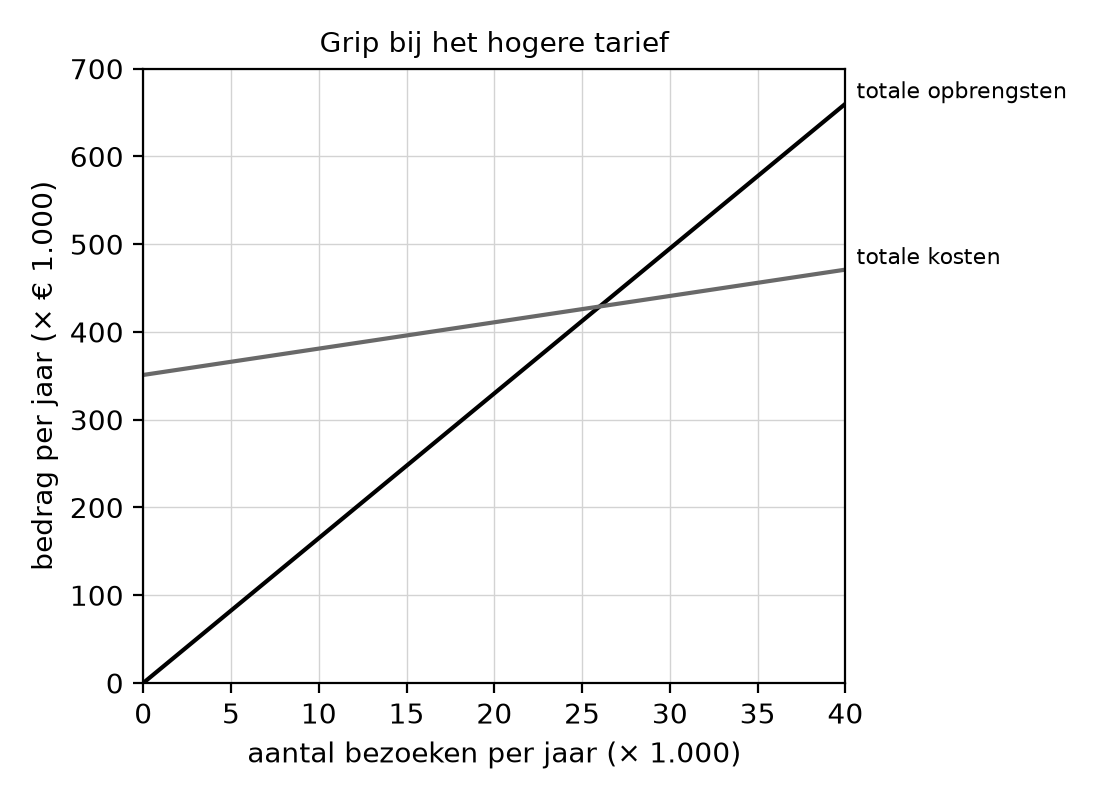 Grip bij het hogere tarief
700
600
500
400
300
200
100
0
bedrag per jaar (× € 1.000)
totale opbrengsten
totale kosten
0 5 10 15 20 25 30 35 40
aantal bezoeken per jaar (× 1.000)